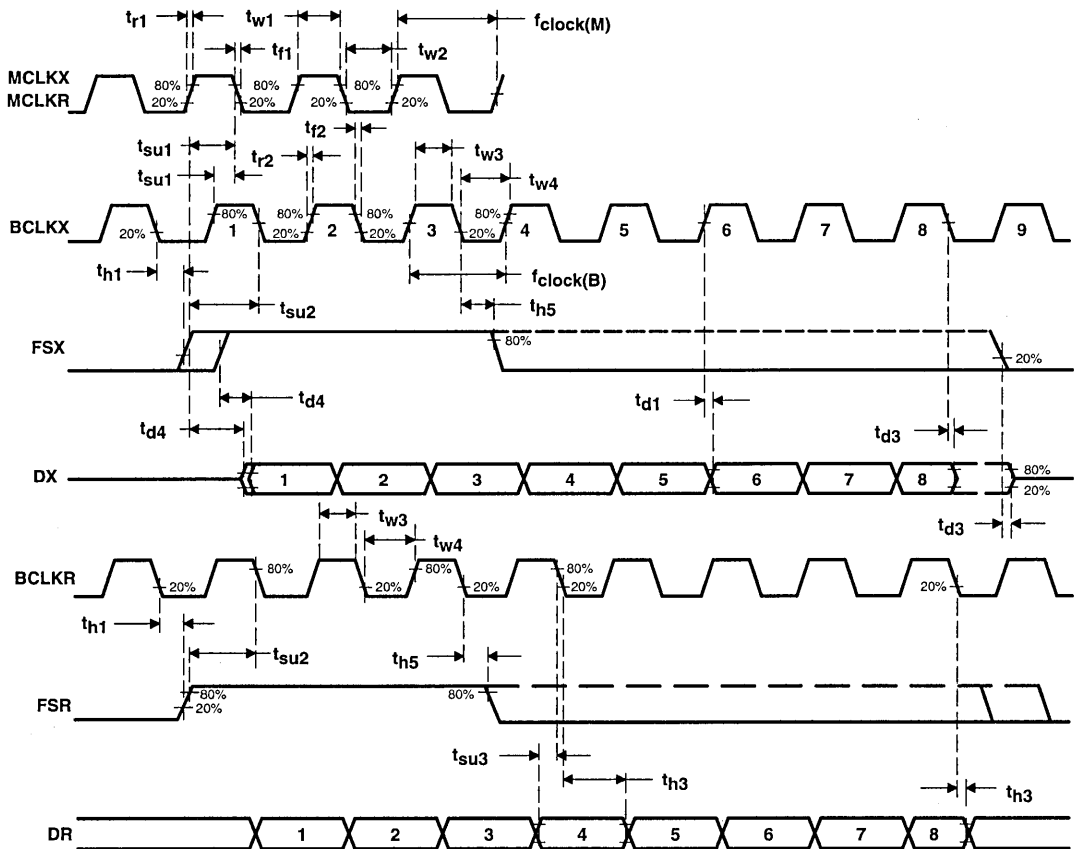 tr1 tw1 fclock(M)
tf1 tw2
MCLKX 80% 80% 80% 80% 80%
MCLKR 20% 20% 20% 20% 20%
tsu1 tf2
tsu1 tr2 tw3
tw4
BCLKX 20% 80% 1 80% 20% 2 80% 20% 80% 3 20% 80% 20% 4 5 6 7 8 9
th1 fclock(B)
tsu2 th5
FSX 80% 20%
td4 td1
td4 td3
DX 1 2 3 4 5 6 7 8 80% 20%
tw3 td3
tw4
BCLKR 20% 80% 20% 80% 20% 80% 20% 20%
th1
tsu2 th5
FSR 80% 20% 80%
tsu3 th3 th3
DR 1 2 3 4 5 6 7 8